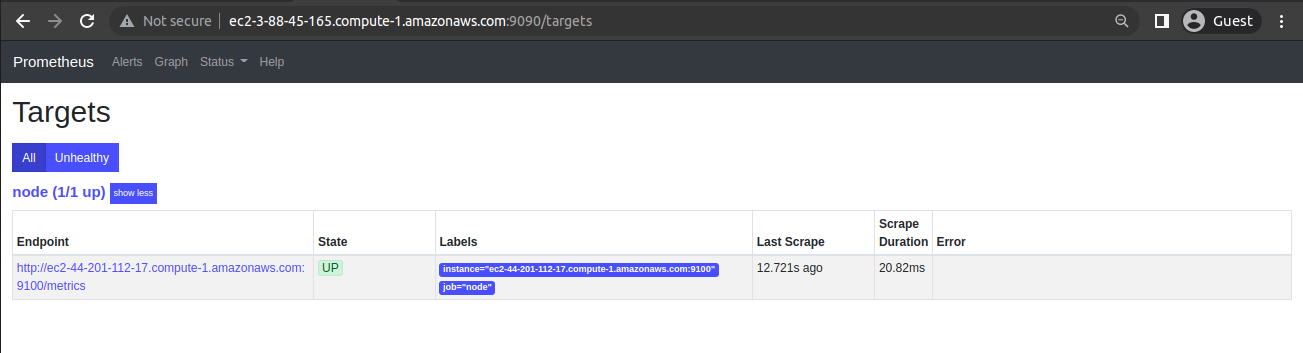 Not secure ec2-3-88-45-165.compute-1.amazonaws.com:9090/targets Guest
Prometheus Alerts Graph Status Help
Targets
All Unhealthy
node (1/1 up) show less
Endpoint State Labels Last Scrape Scrape Duration Error
http://ec2-44-201-112-17.compute-1.amazonaws.com:9100/metrics UP instance="ec2-44-201-112-17.compute-1.amazonaws.com:9100" job="node" 12.721s ago 20.82ms